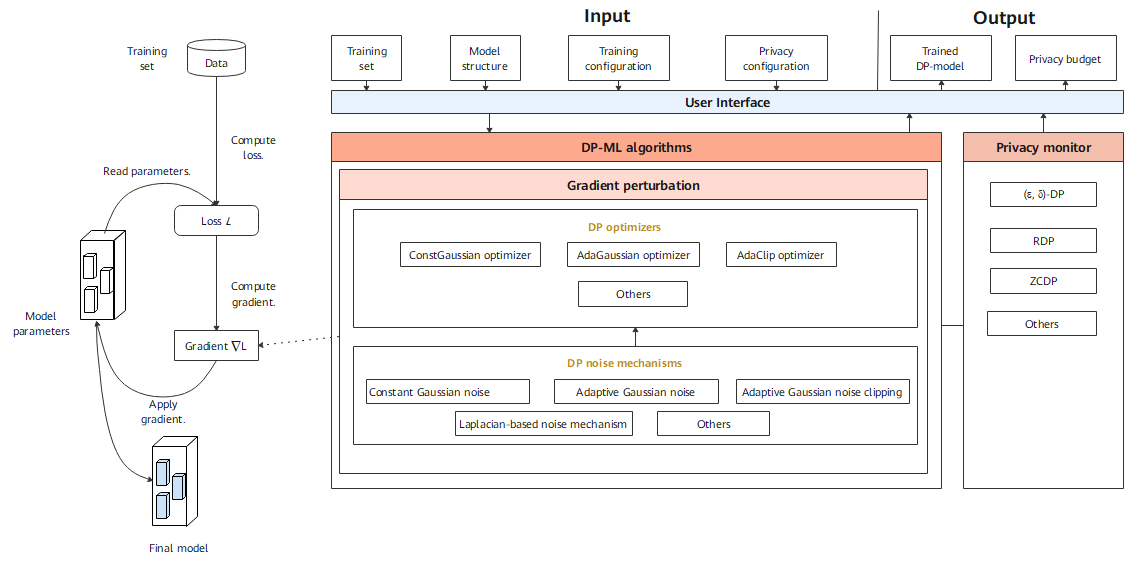 Training
set
Data
Compute
loss.
Read parameters.
Loss L
Compute
gradient.
Model
parameters
Gradient ∇L
Apply
gradient.
Final model
Input
Output
Training
set
Model
structure
Training
configuration
Privacy
configuration
Trained
DP-model
Privacy budget
User Interface
DP-ML algorithms
Gradient perturbation
DP optimizers
ConstGaussian optimizer
AdaGaussian optimizer
AdaClip optimizer
Others
DP noise mechanisms
Constant Gaussian noise
Adaptive Gaussian noise
Adaptive Gaussian noise clipping
Laplacian-based noise mechanism
Others
Privacy monitor
(ε, δ)-DP
RDP
ZCDP
Others